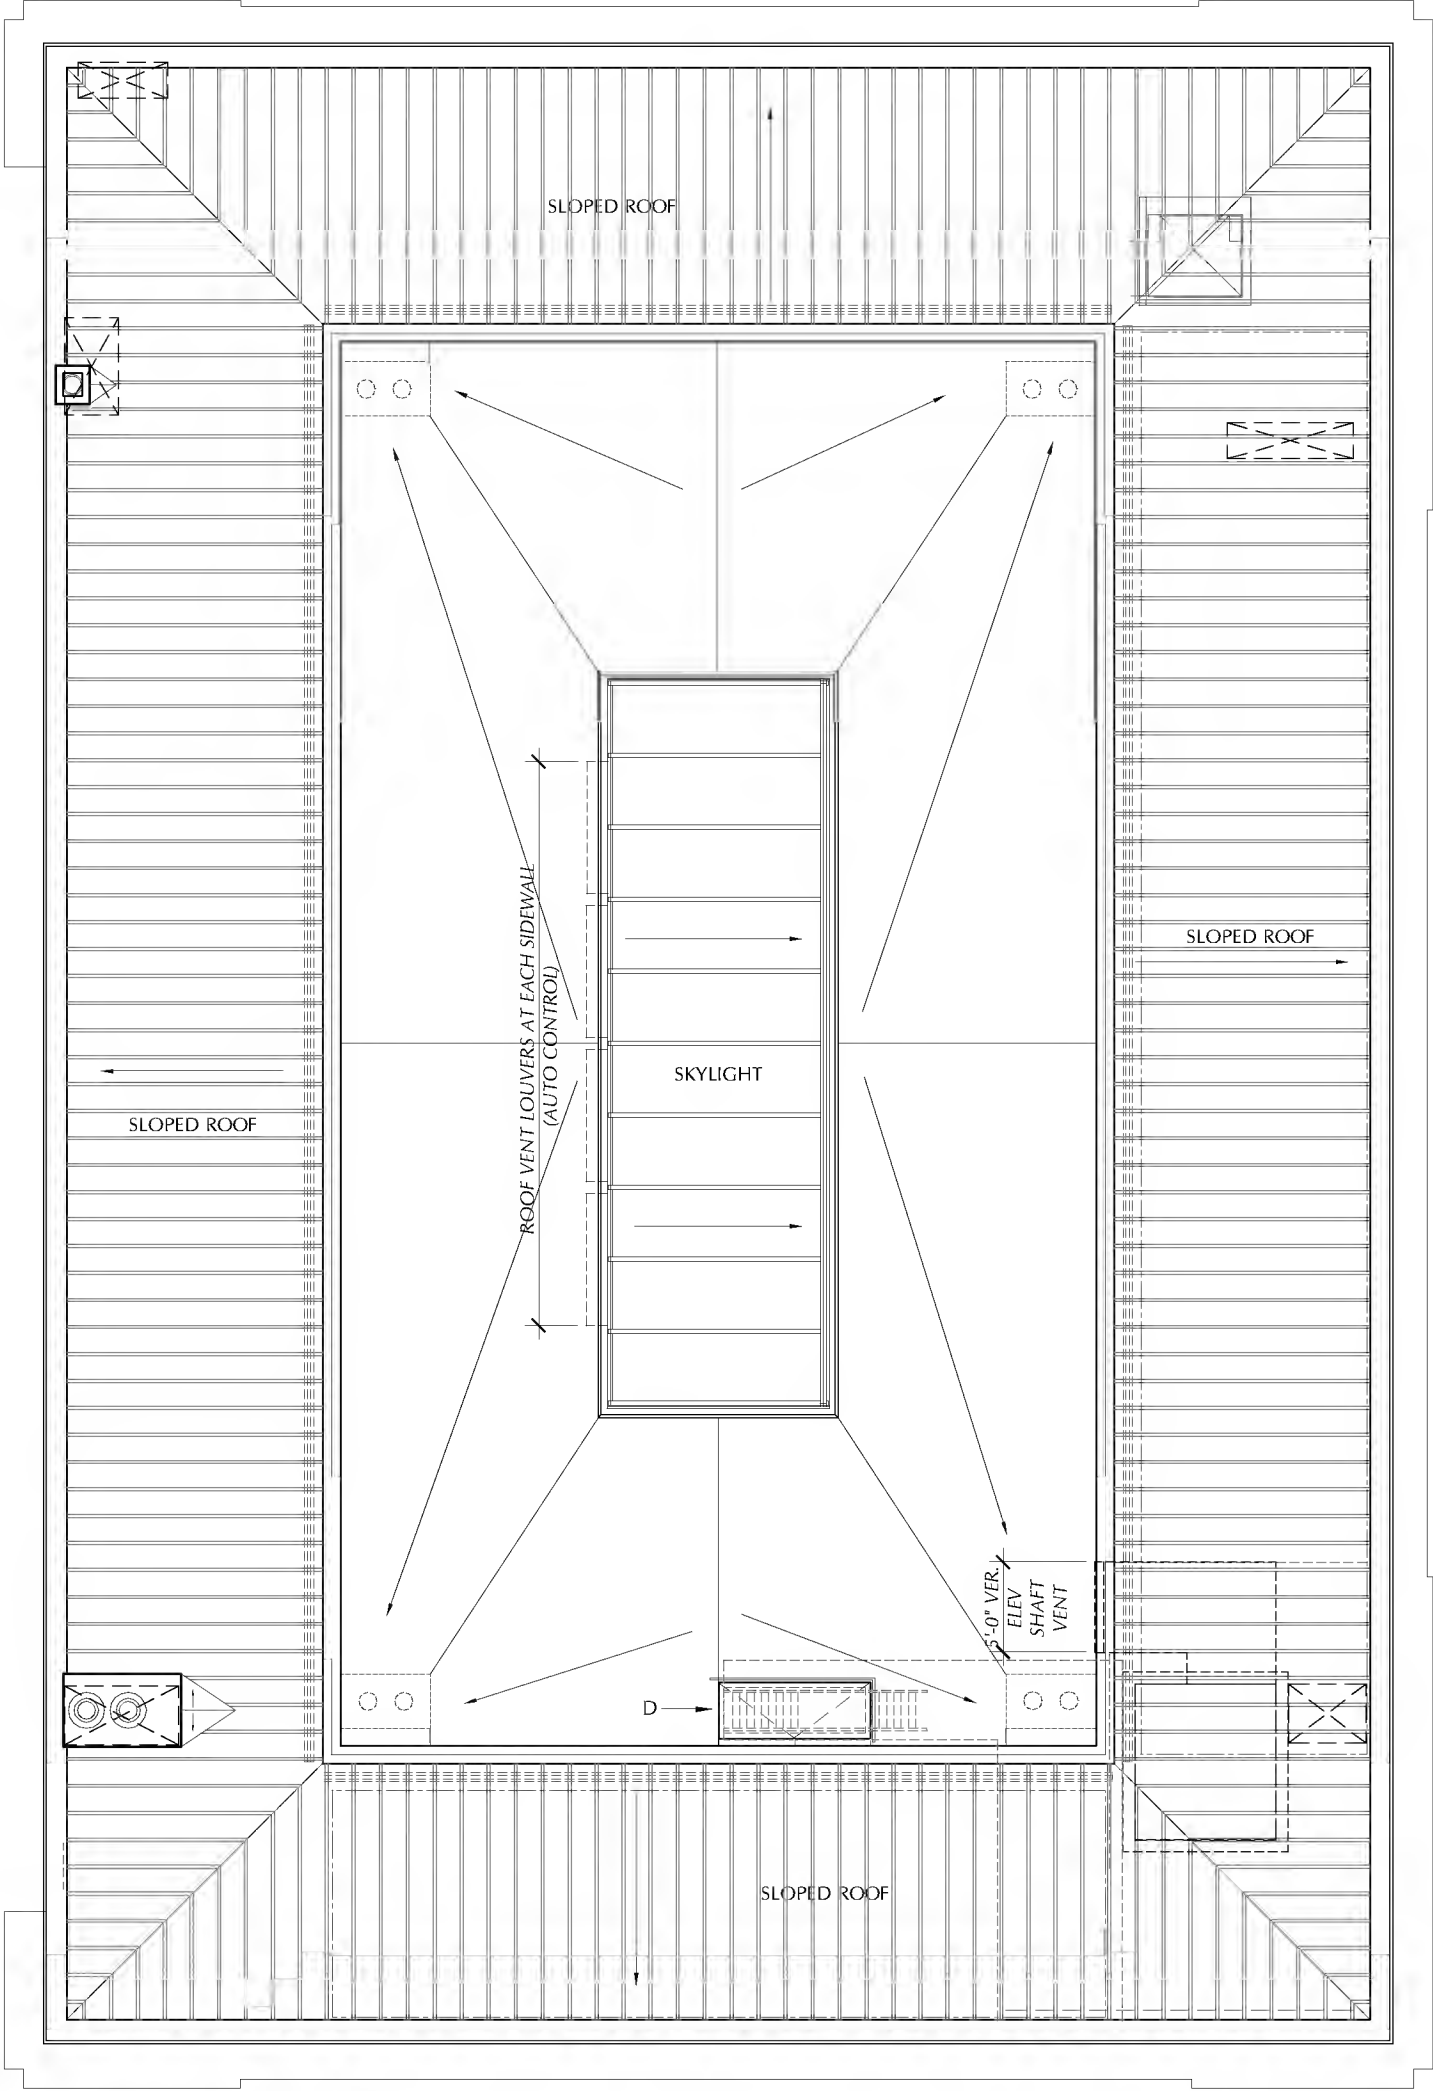 SLOPED ROOF
ROOF VENT LOUVERS AT EACH SIDEWALL
(AUTO CONTROL)
SLOPED ROOF
SKYLIGHT
SLOPED ROOF
5'-0" VER.
ELEV
SHAFT
VENT
D
SLOPED ROOF